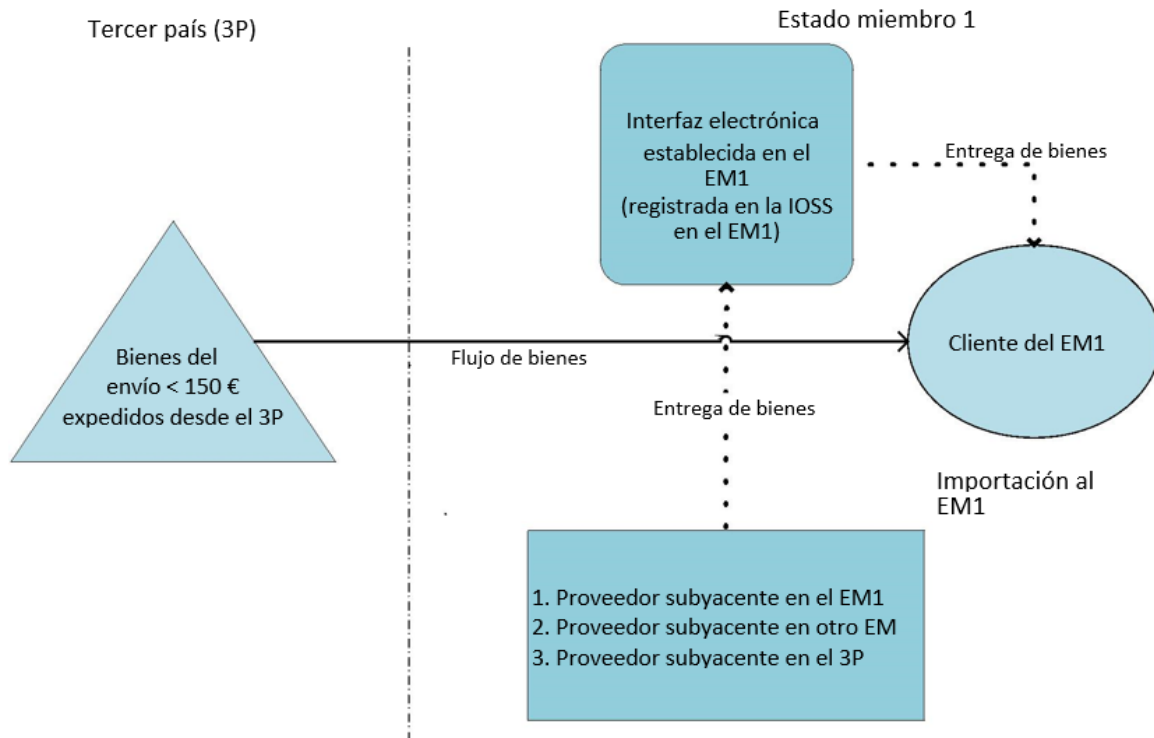 Tercer país (3P)
Estado miembro 1
Interfaz electrónica
establecida en el
EM1
(registrada en la IOSS
en el EM1)
Entrega de bienes
Bienes del
envío < 150 €
expedidos desde el 3P
Flujo de bienes
Cliente del EM1
Entrega de bienes
Importación al
EM1
1. Proveedor subyacente en el EM1
2. Proveedor subyacente en otro EM
3. Proveedor subyacente en el 3P